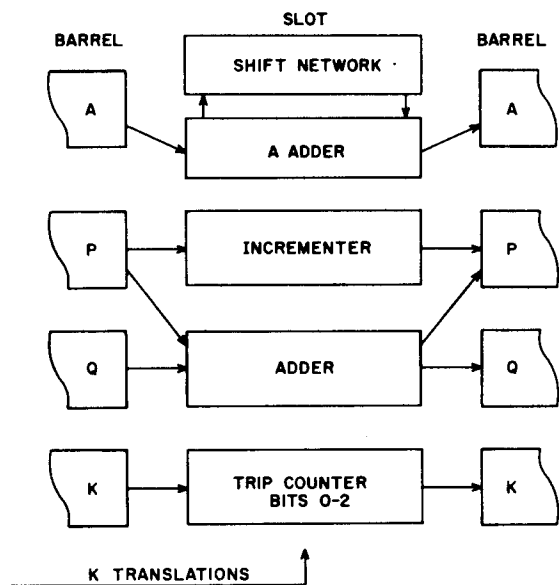 SLOT
BARREL
BARREL
SHIFT NETWORK
A
A
A ADDER
P
INCREMENTER
P
Q
ADDER
Q
K
TRIP COUNTER
BITS 0-2
K
K TRANSLATIONS